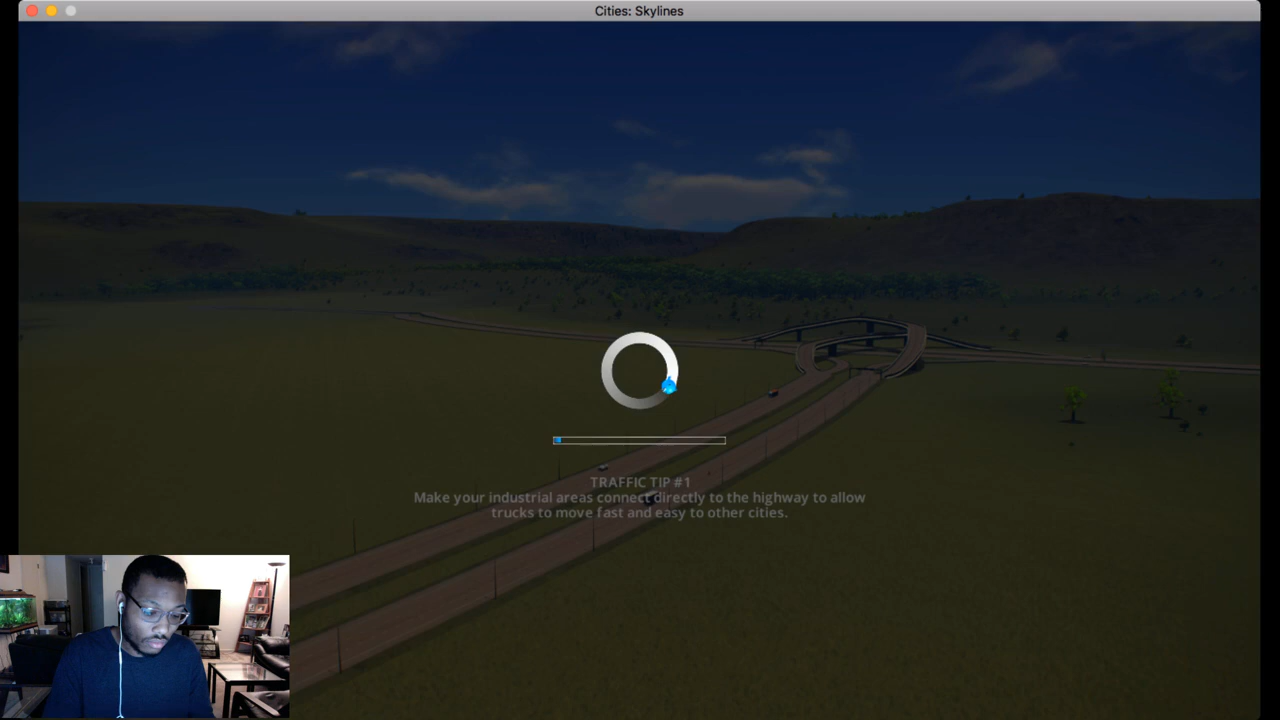 Cities: Skylines
TRAFFIC TIP #1
Make your industrial areas connect directly to the highway to allow
trucks to move fast and easy to other cities.